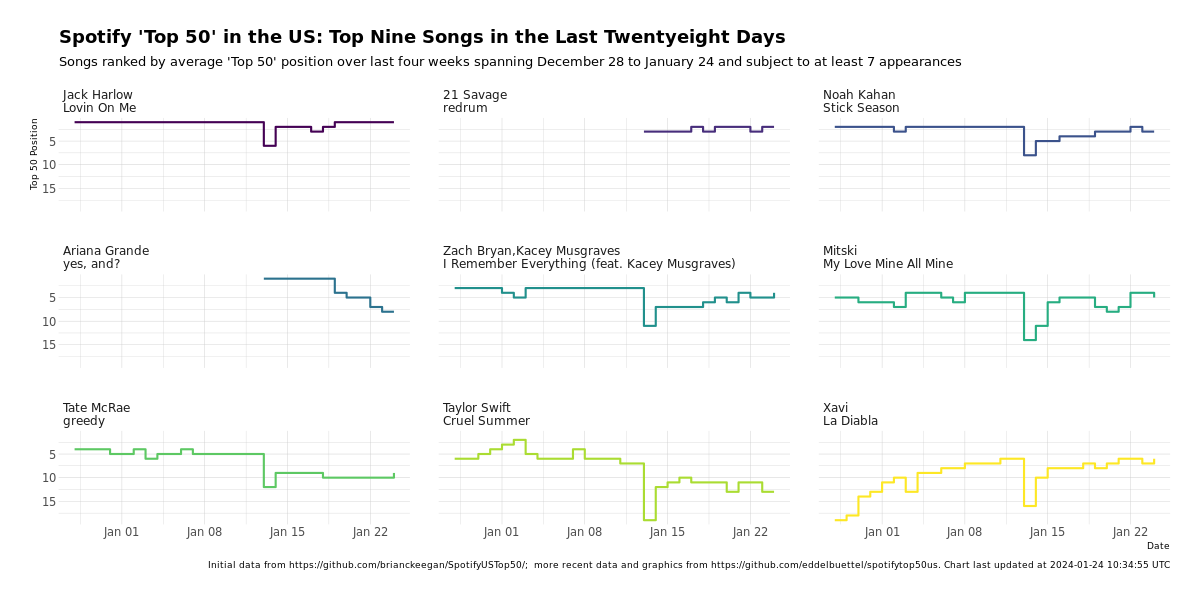 Spotify 'Top 50' in the US: Top Nine Songs in the Last Twentyeight Days
Songs ranked by average 'Top 50' position over last four weeks spanning December 28 to January 24 and subject to at least 7 appearances
Jack Harlow
Lovin On Me
21 Savage
redrum
Noah Kahan
Stick Season
Top 50 Position
5
10
15
Ariana Grande
yes, and?
Zach Bryan,Kacey Musgraves
I Remember Everything (feat. Kacey Musgraves)
Mitski
My Love Mine All Mine
5
10
15
Tate McRae
greedy
Taylor Swift
Cruel Summer
Xavi
La Diabla
5
10
15
Jan 01 Jan 08 Jan 15 Jan 22 Jan 01 Jan 08 Jan 15 Jan 22 Jan 01 Jan 08 Jan 15 Jan 22
Date
Initial data from https://github.com/brianckeegan/SpotifyUSTop50/;  more recent data and graphics from https://github.com/eddelbuettel/spotifytop50us. Chart last updated at 2024-01-24 10:34:55 UTC